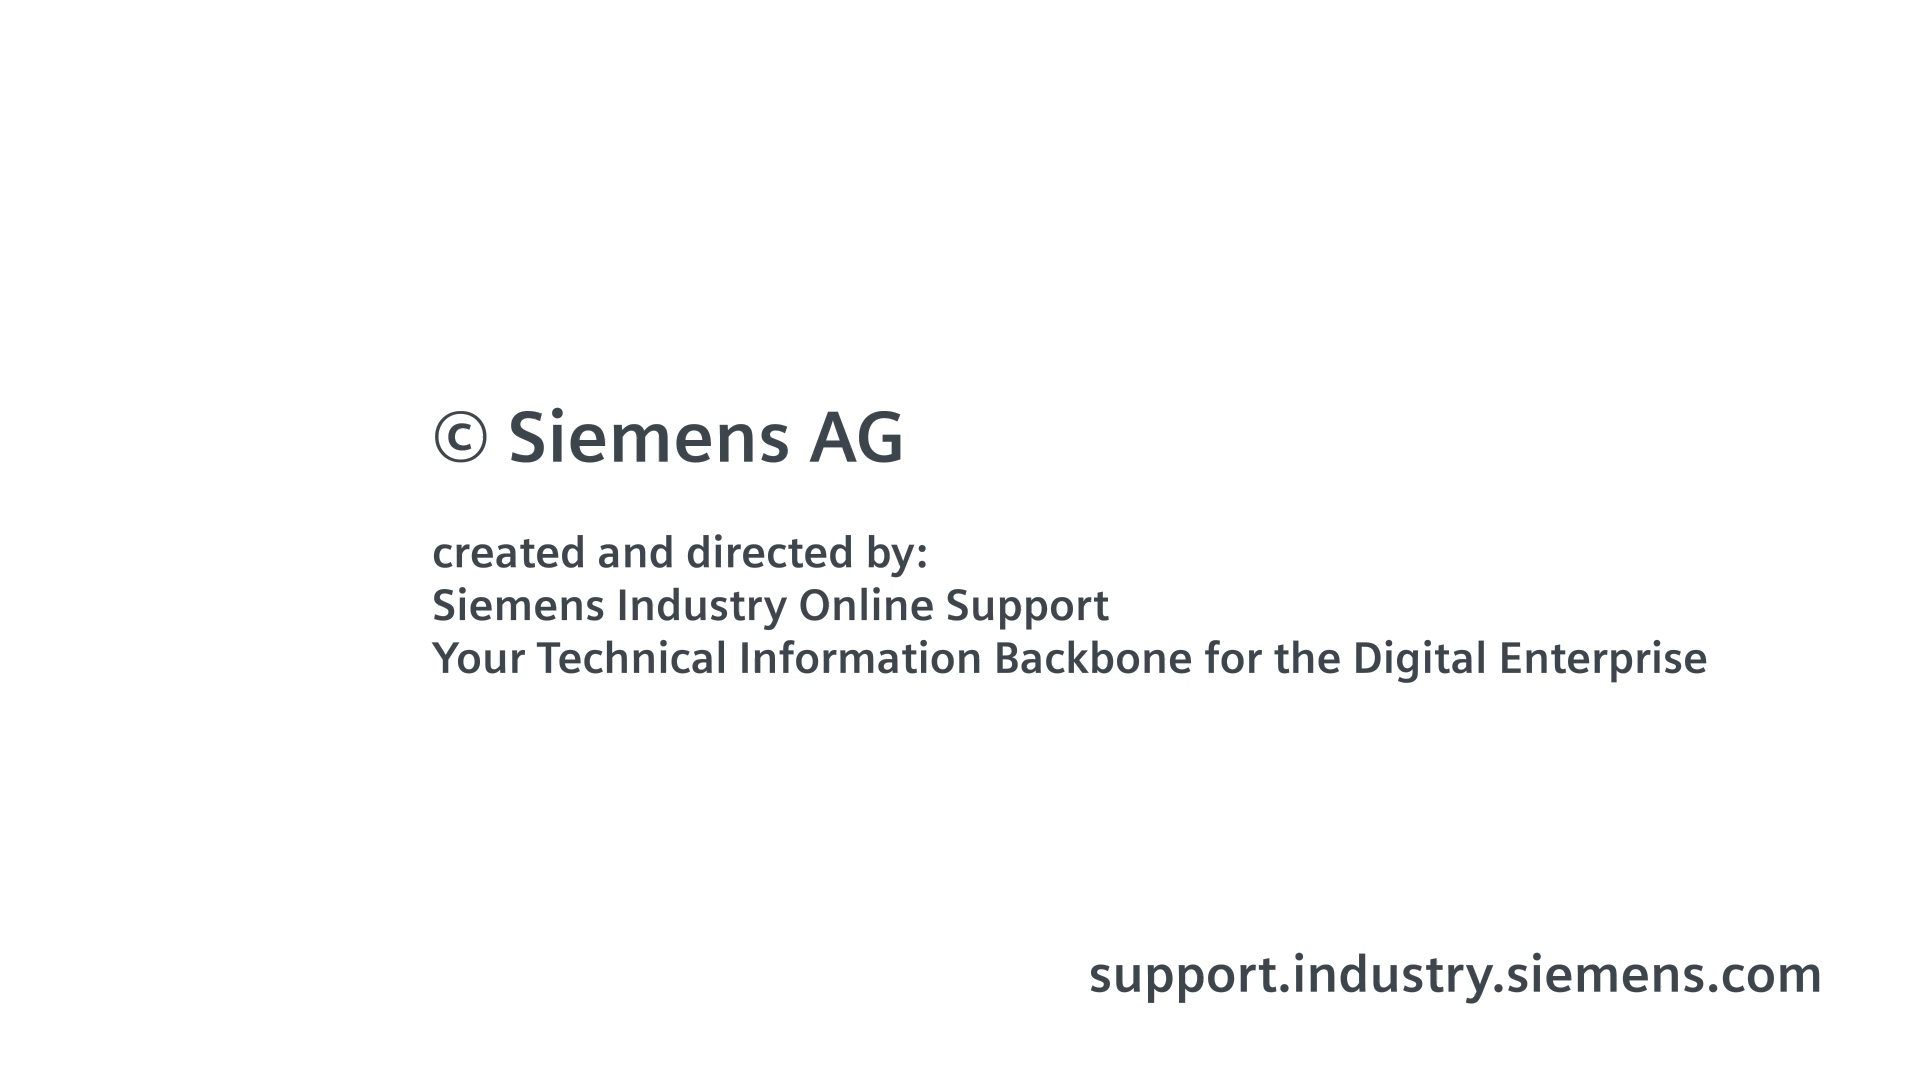 © Siemens AG
created and directed by:
Siemens Industry Online Support
Your Technical Information Backbone for the Digital Enterprise
support.industry.siemens.com